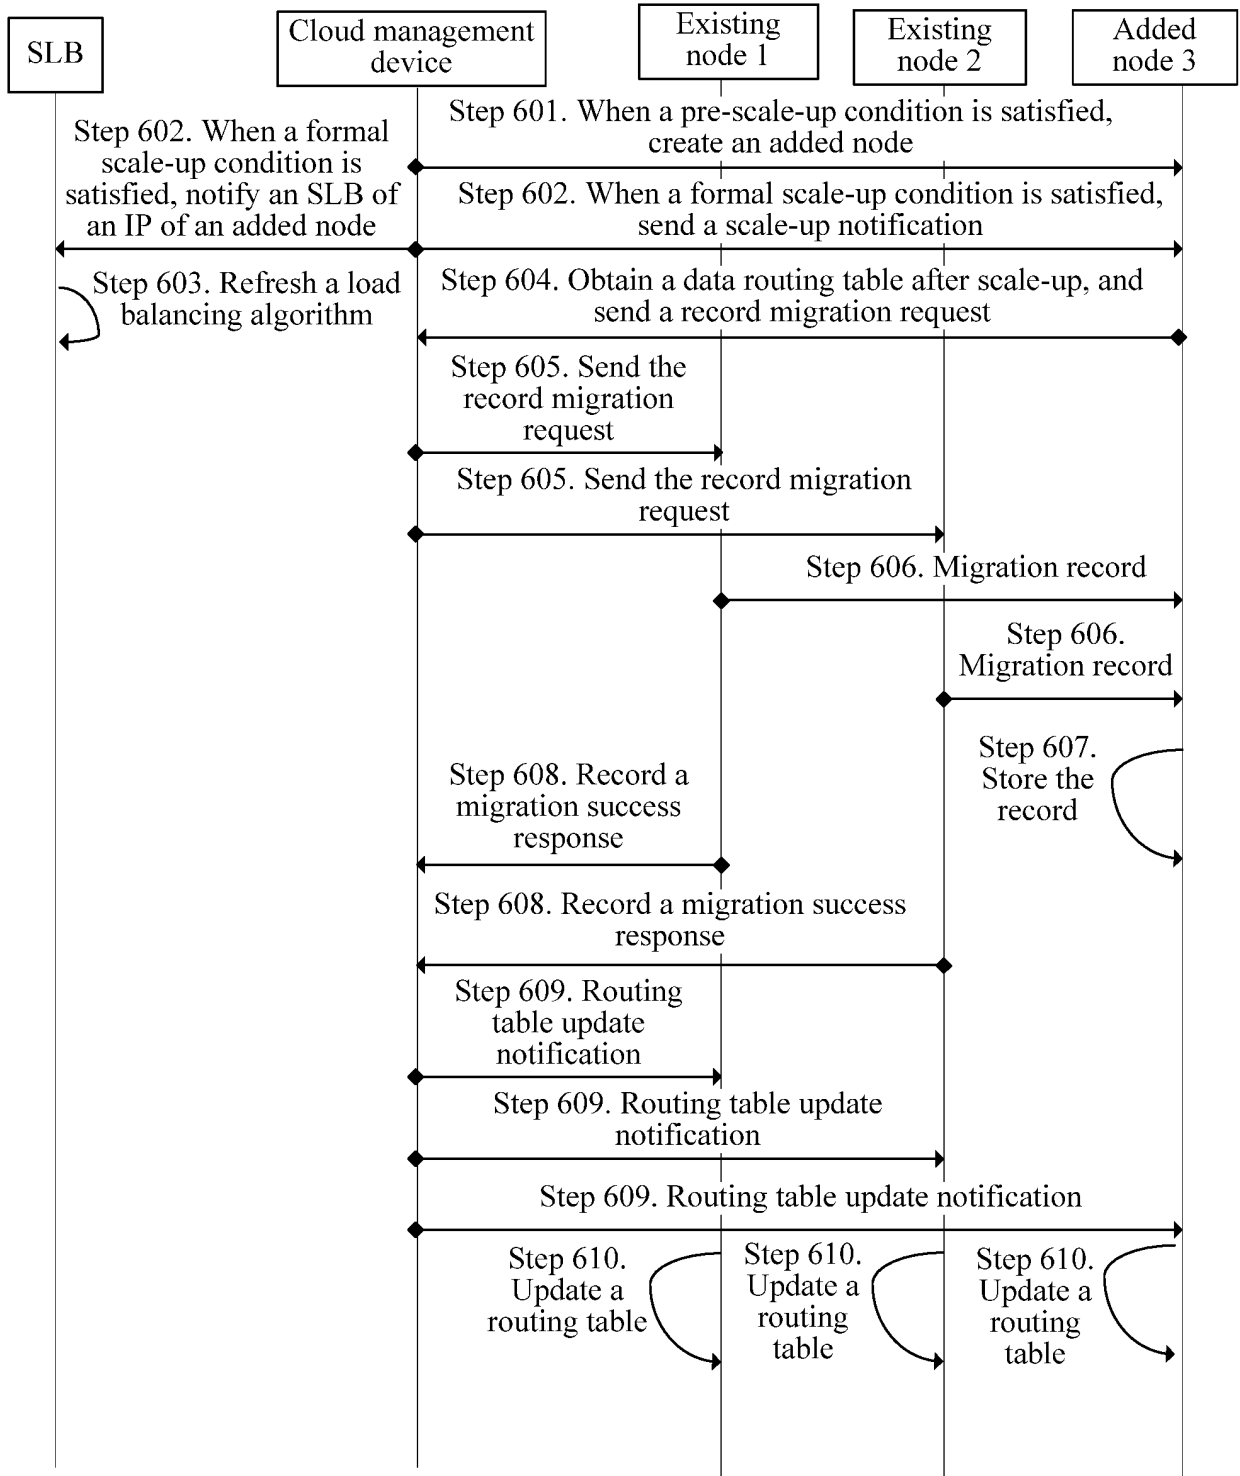 SLB
Cloud management
device
Existing
node 1
Existing
node 2
Added
node 3
Step 601. When a pre-scale-up condition is satisfied,
create an added node
Step 602. When a formal
scale-up condition is
satisfied, notify an SLB of
an IP of an added node
Step 602. When a formal scale-up condition is satisfied,
send a scale-up notification
Step 603. Refresh a load
balancing algorithm
Step 604. Obtain a data routing table after scale-up, and
send a record migration request
Step 605. Send the
record migration
request
Step 605. Send the record migration
request
Step 606. Migration record
Step 606.
Migration record
Step 607.
Store the
record
Step 608. Record a
migration success
response
Step 608. Record a migration success
response
Step 609. Routing
table update
notification
Step 609. Routing table update
notification
Step 609. Routing table update notification
Step 610.
Update a
routing table
Step 610.
Update a
routing
table
Step 610.
Update a
routing
table